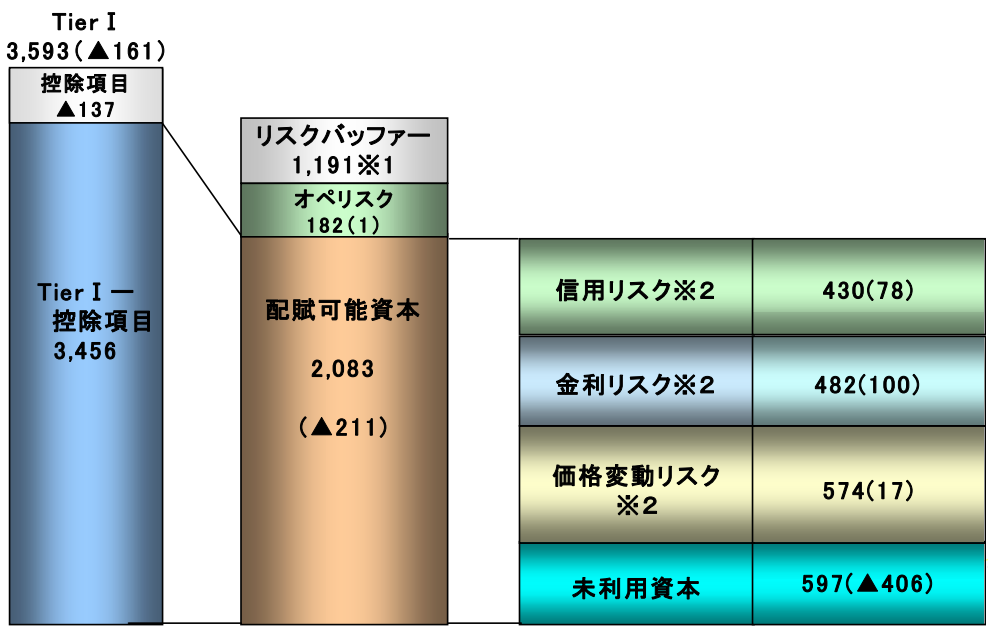 Tier Ⅰ
3,593(▲161)
控除項目
▲137
Tier Ⅰ ー
控除項目
3,456
リスクバッファー
1,191※1
オペリスク
182(1)
配賦可能資本
2,083
(▲211)
信用リスク※2
430(78)
金利リスク※2
482(100)
価格変動リスク
※2
574(17)
未利用資本
597(▲406)